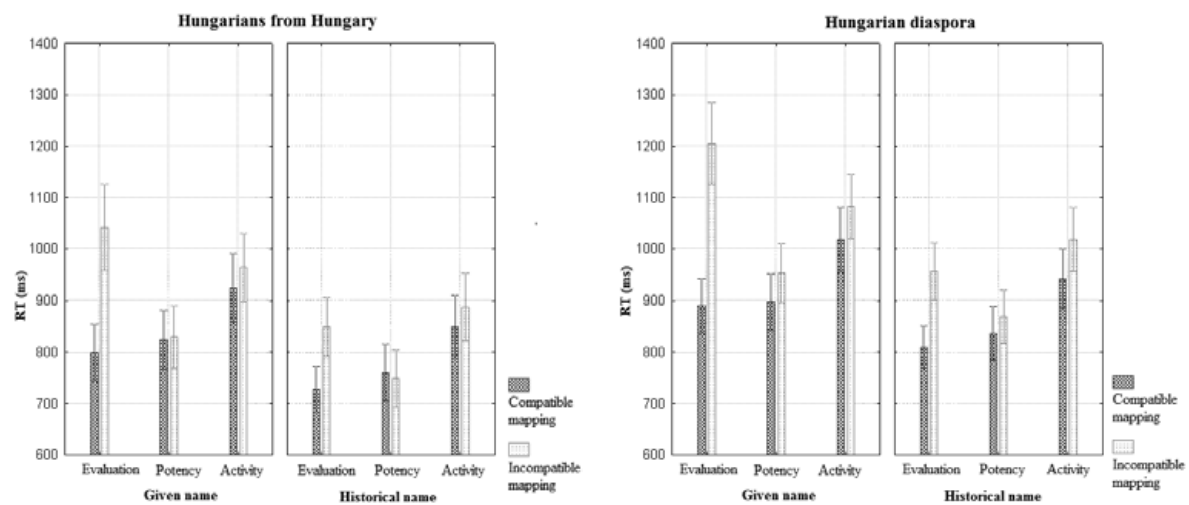 Hungarians from Hungary
1400
1300
1200
1100
1000
900
800
700
600
RT (ms)
Evaluation Potency Activity
Given name
Evaluation Potency Activity
Historical name
Compatible
mapping
Incompatible
mapping
Hungarian diaspora
1400
1300
1200
1100
1000
900
800
700
600
RT (ms)
Evaluation Potency Activity
Given name
Evaluation Potency Activity
Historical name
Compatible
mapping
Incompatible
mapping